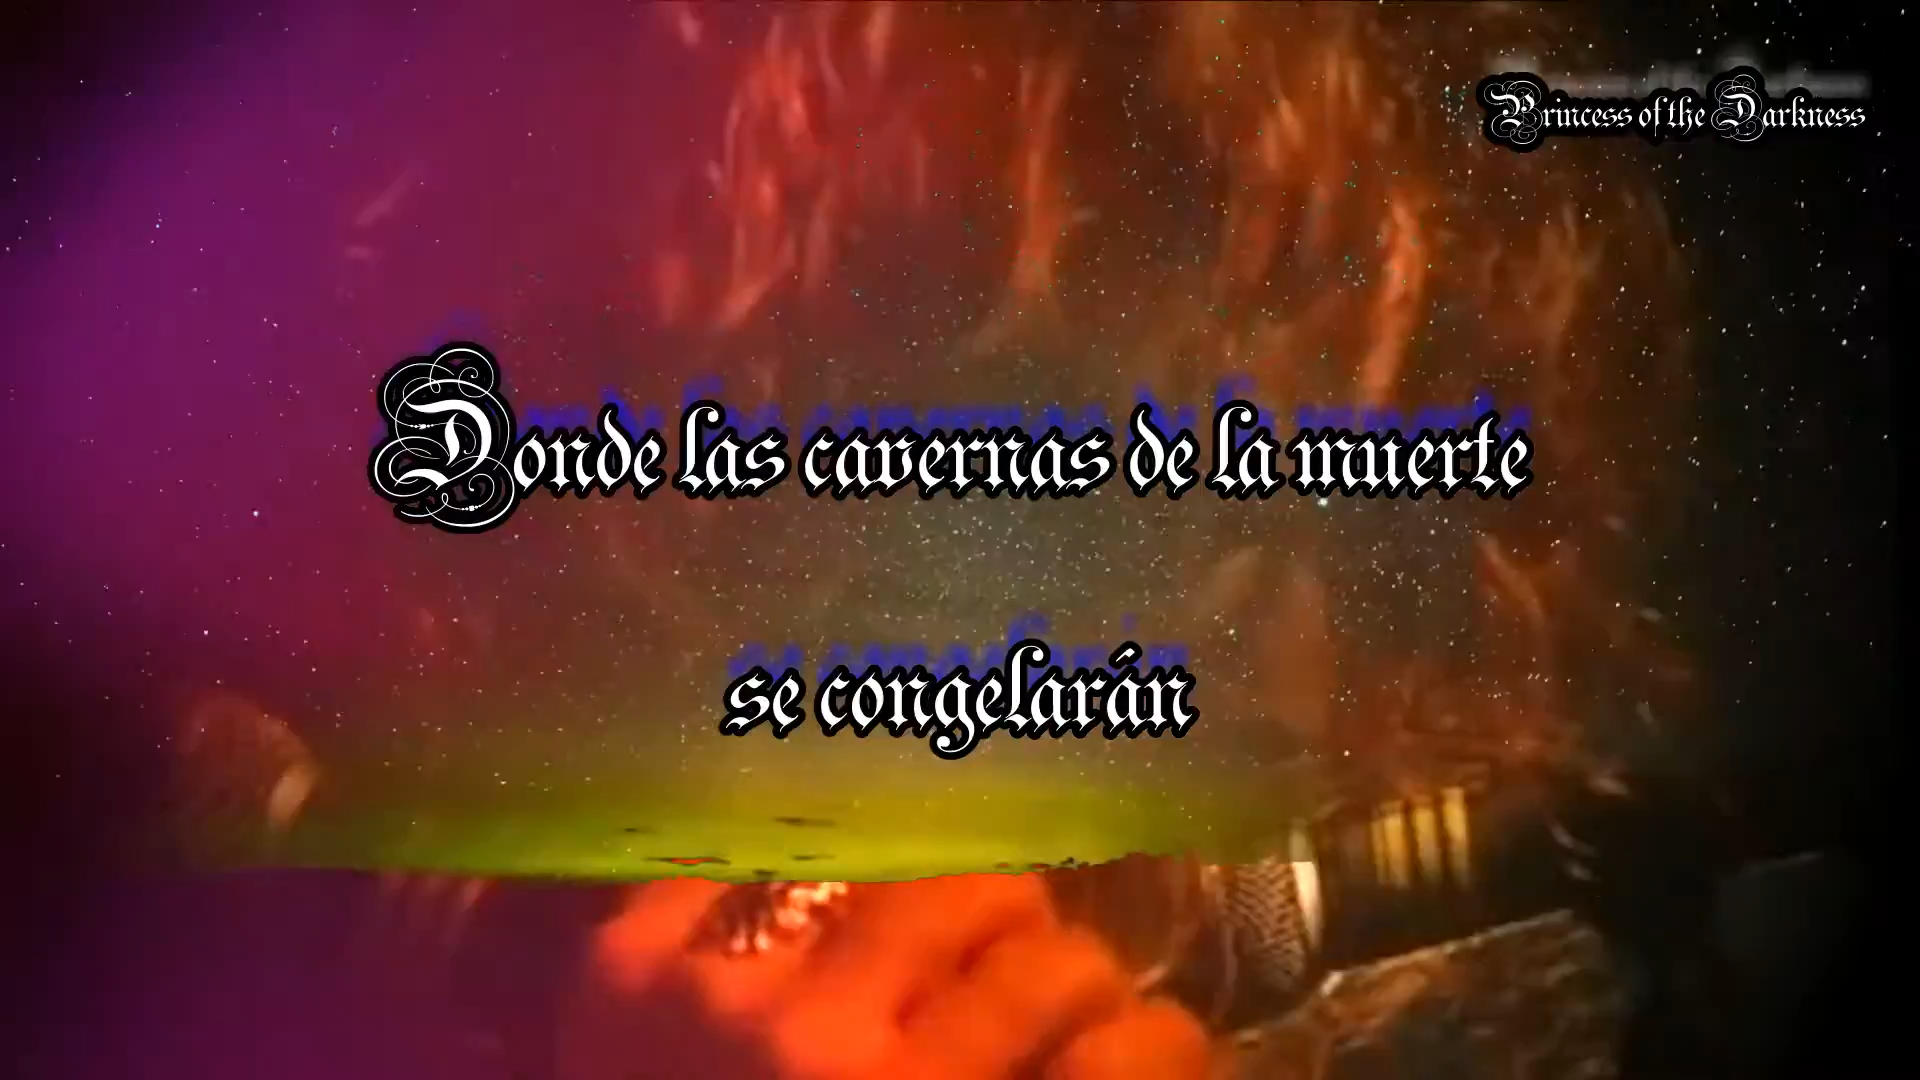 Princess of the Darkness
Donde las cavernas de la muerte
se congelarán